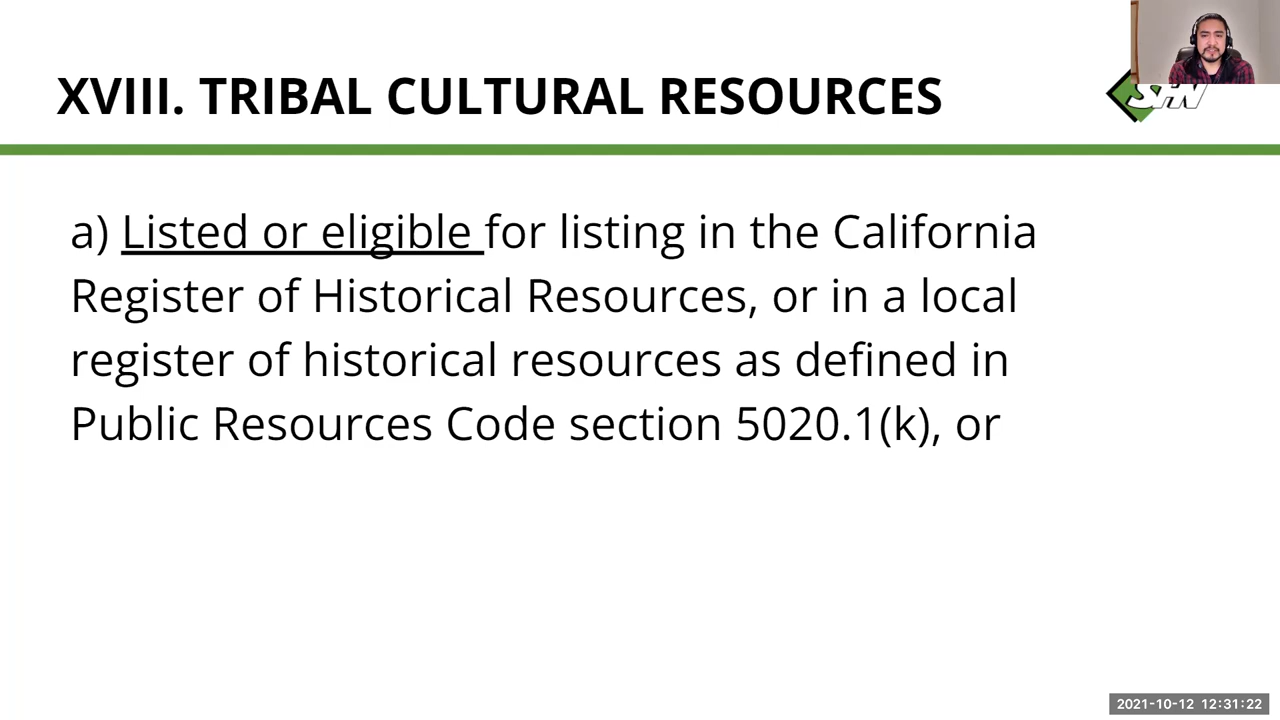 XVIII. TRIBAL CULTURAL RESOURCES
SHN
a) Listed or eligible for listing in the California
Register of Historical Resources, or in a local
register of historical resources as defined in
Public Resources Code section 5020.1(k), or
2021-10-12 12:31:22